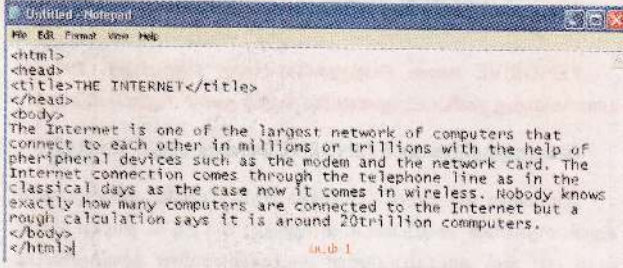 Untitled - Notepad
File Edit Format View Help
<html>
<head>
<title>THE INTERNET</title>
</head>
<body>
The Internet is one of the largest network of computers that
connect to each other in millions or trillions with the help of
pheripheral devices such as the modem and the network card. The
Internet connection comes through the telephone line as in the
classical days as the case now it comes in wireless. Nobody knows
exactly how many computers are connected to the Internet but a
rough calculation says it is around 20trillion commputers.
</body>
</html>